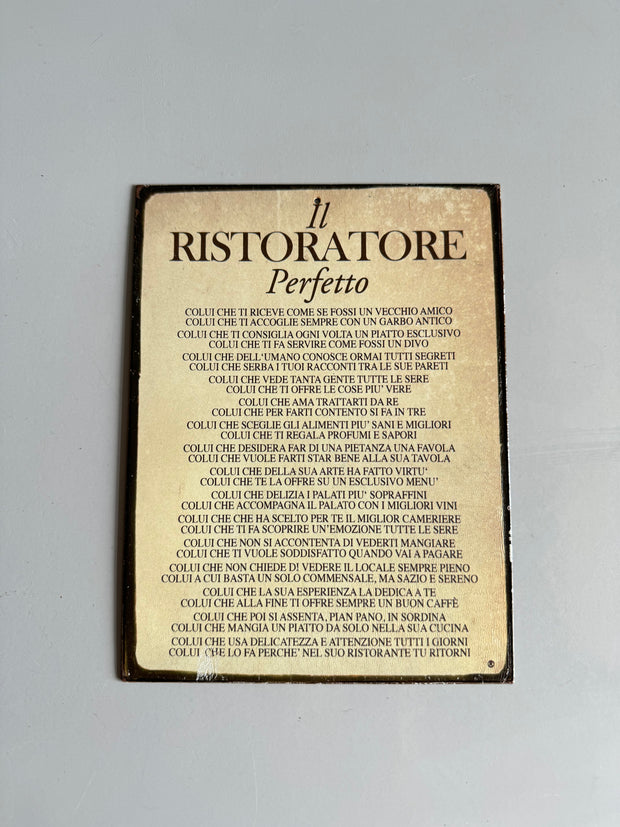 Il
RISTORATORE
Perfetto
COLUI CHE TI RICEVE COME SE FOSSI UN VECCHIO AMICO
COLUI CHE TI ACCOGLIE SEMPRE CON UN GARBO ANTICO
COLUI CHE TI CONSIGLIA OGNI VOLTA UN PIATTO ESCLUSIVO
COLUI CHE TI FA SERVIRE COME FOSSI UN DIVO
COLUI CHE DELL'UMANO CONOSCE ORMAI TUTTI SEGRETI
COLUI CHE SERBA I TUOI RACCONTI TRA LE SUE PARETI
COLUI CHE VEDE TANTA GENTE TUTTE LE SERE
COLUI CHE TI OFFRE LE COSE PIU' VERE
COLUI CHE AMA TRATTARTI DA RE
COLUI CHE PER FARTI CONTENTO SI FA IN TRE
COLUI CHE SCEGLIE GLI ALIMENTI PIU' SANI E MIGLIORI
COLUI CHE TI REGALA PROFUMI E SAPORI
COLUI CHE DESIDERA FAR DI UNA PIETANZA UNA FAVOLA
COLUI CHE VUOLE FARTI STAR BENE ALLA SUA TAVOLA
COLUI CHE DELLA SUA ARTE HA FATTO VIRTU'
COLUI CHE TE LA OFFRE SU UN ESCLUSIVO MENU'
COLUI CHE DELIZIA I PALATI PIU' SOPRAFFINI
COLUI CHE ACCOMPAGNA IL PALATO CON I MIGLIORI VINI
COLUI CHE CHE HA SCELTO PER TE IL MIGLIOR CAMERIERE
COLUI CHE TI FA SCOPRIRE UN'EMOZIONE TUTTE LE SERE
COLUI CHE NON SI ACCONTENTA DI VEDERTI MANGIARE
COLUI CHE TI VUOLE SODDISFATTO QUANDO VAI A PAGARE
COLUI CHE NON CHIEDE D! VEDERE IL LOCALE SEMPRE PIENO
COLUI A CUI BASTA UN SOLO COMMENSALE, MA SAZIO E SERENO
COLUI CHE LA SUA ESPERIENZA LA DEDICA A TE
COLUI CHE ALLA FINE TI OFFRE SEMPRE UN BUON CAFFÈ
COLUI CHE POI SI ASSENTA, PIAN PANO, IN SORDINA
COLUI CHE MANGIA UN PIATTO DA SOLO NELLA SUA CUCINA
COLUI CHE USA DELICATEZZA E ATTENZIONE TUTTI I GIORNI
COLUI CHE LO FA PERCHE' NEL SUO RISTORANTE TU RITORNI
®